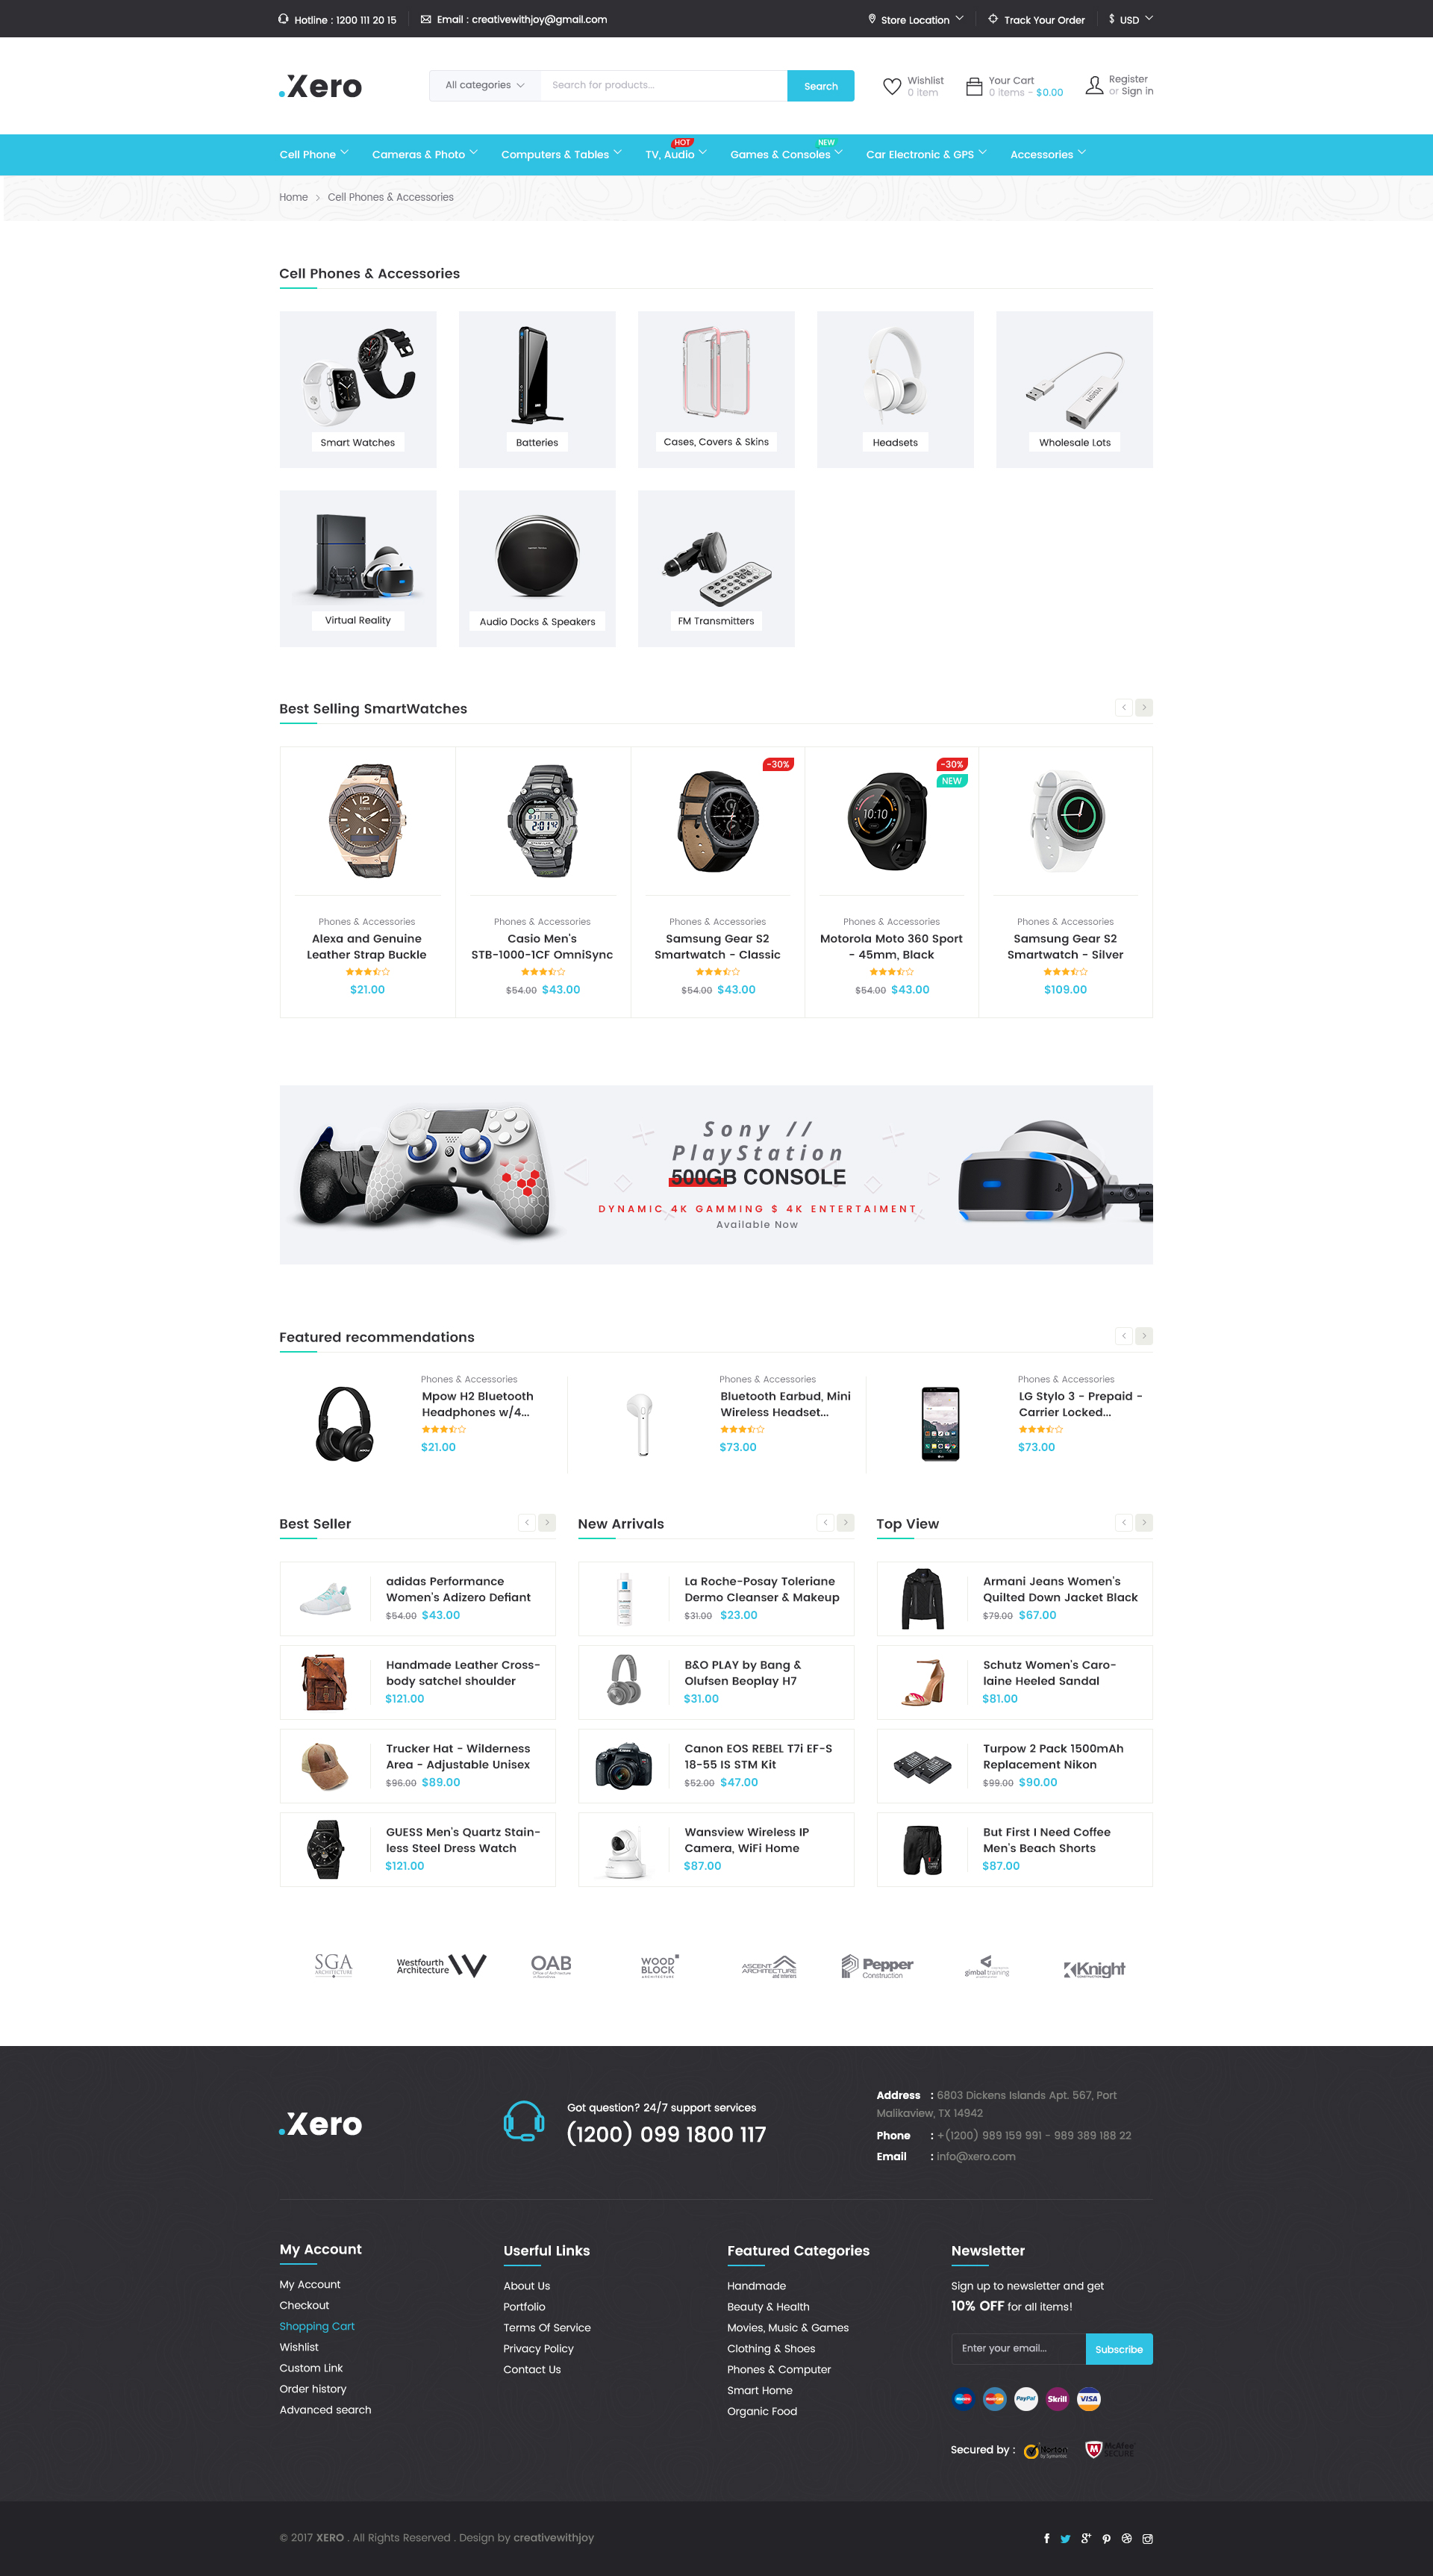 Hotline : 1200 111 20 15
Email : creativewithjoy@gmail.com
Store Location
Track Your Order
$ USD
.Xero
All categories
Search for products...
Search
Wishlist
0 item
Your Cart
0 items - $0.00
Register
or Sign in
Cell Phone
Cameras & Photo
Computers & Tables
TV, Audio
HOT
Games & Consoles
NEW
Car Electronic & GPS
Accessories
Home > Cell Phones & Accessories
Cell Phones & Accessories
Smart Watches
Batteries
Cases, Covers & Skins
Headsets
Wholesale Lots
Virtual Reality
Audio Docks & Speakers
FM Transmitters
Best Selling SmartWatches
Phones & Accessories
Alexa and Genuine
Leather Strap Buckle
$21.00
Phones & Accessories
Casio Men's
STB-1000-1CF OmniSync
$54.00 $43.00
-30%
Phones & Accessories
Samsung Gear S2
Smartwatch - Classic
$54.00 $43.00
-30%
NEW
10:10
Phones & Accessories
Motorola Moto 360 Sport
- 45mm, Black
$54.00 $43.00
Phones & Accessories
Samsung Gear S2
Smartwatch - Silver
$109.00
Sony //
PlayStation
500GB CONSOLE
DYNAMIC 4K GAMMING $ 4K ENTERTAIMENT
Available Now
Featured recommendations
Phones & Accessories
Mpow H2 Bluetooth
Headphones w/4...
$21.00
Phones & Accessories
Bluetooth Earbud, Mini
Wireless Headset...
$73.00
Phones & Accessories
LG Stylo 3 - Prepaid -
Carrier Locked...
$73.00
Best Seller
adidas Performance
Women's Adizero Defiant
$54.00 $43.00
Handmade Leather Cross-
body satchel shoulder
$121.00
Trucker Hat - Wilderness
Area - Adjustable Unisex
$96.00 $89.00
GUESS Men's Quartz Stain-
less Steel Dress Watch
$121.00
New Arrivals
La Roche-Posay Toleriane
Dermo Cleanser & Makeup
$31.00 $23.00
B&O PLAY by Bang &
Olufsen Beoplay H7
$31.00
Canon EOS REBEL T7i EF-S
18-55 IS STM Kit
$52.00 $47.00
Wansview Wireless IP
Camera, WiFi Home
$87.00
Top View
Armani Jeans Women's
Quilted Down Jacket Black
$79.00 $67.00
Schutz Women's Caro-
laine Heeled Sandal
$81.00
Turpow 2 Pack 1500mAh
Replacement Nikon
$99.00 $90.00
But First I Need Coffee
Men's Beach Shorts
$87.00
SGA
ARCHITECTURE
Westfourth
Architecture
OAB
WOOD
BLOCK
ARCHITECTURE
ASCENT
ARCHITECTURE
and interiors
Pepper
Construction
gimbal training
Knight
.Xero
Got question? 24/7 support services
(1200) 099 1800 117
Address : 6803 Dickens Islands Apt. 567, Port
Malikaview, TX 14942
Phone : +(1200) 989 159 991 - 989 389 188 22
Email : info@xero.com
My Account
My Account
Checkout
Shopping Cart
Wishlist
Custom Link
Order history
Advanced search
Userful Links
About Us
Portfolio
Terms Of Service
Privacy Policy
Contact Us
Featured Categories
Handmade
Beauty & Health
Movies, Music & Games
Clothing & Shoes
Phones & Computer
Smart Home
Organic Food
Newsletter
Sign up to newsletter and get
10% OFF for all items!
Enter your email...
Subscribe
PayPal
Skrill
VISA
Secured by :
Norton
by Symantec
McAfee
SECURE
© 2017 XERO . All Rights Reserved . Design by creativewithjoy